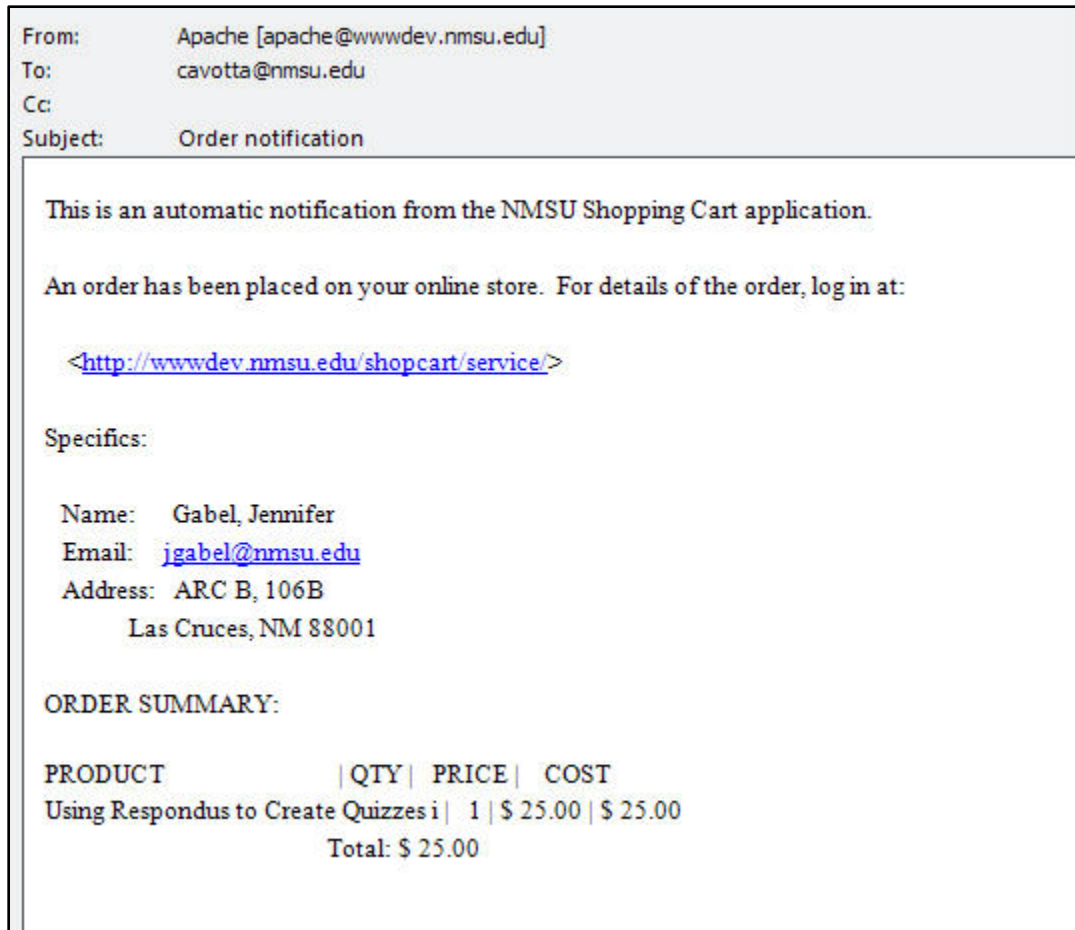 From: Apache [apache@wwwdev.nmsu.edu]
To: cavotta@nmsu.edu
Cc:
Subject: Order notification
This is an automatic notification from the NMSU Shopping Cart application.
An order has been placed on your online store. For details of the order, log in at:
<http://wwwdev.nmsu.edu/shopcart/service/>
Specifics:
Name: Gabel, Jennifer
Email: jgabel@nmsu.edu
Address: ARC B, 106B
Las Cruces, NM 88001
ORDER SUMMARY:
PRODUCT | QTY | PRICE | COST
Using Respondus to Create Quizzes i | 1 | $ 25.00 | $ 25.00
Total: $ 25.00